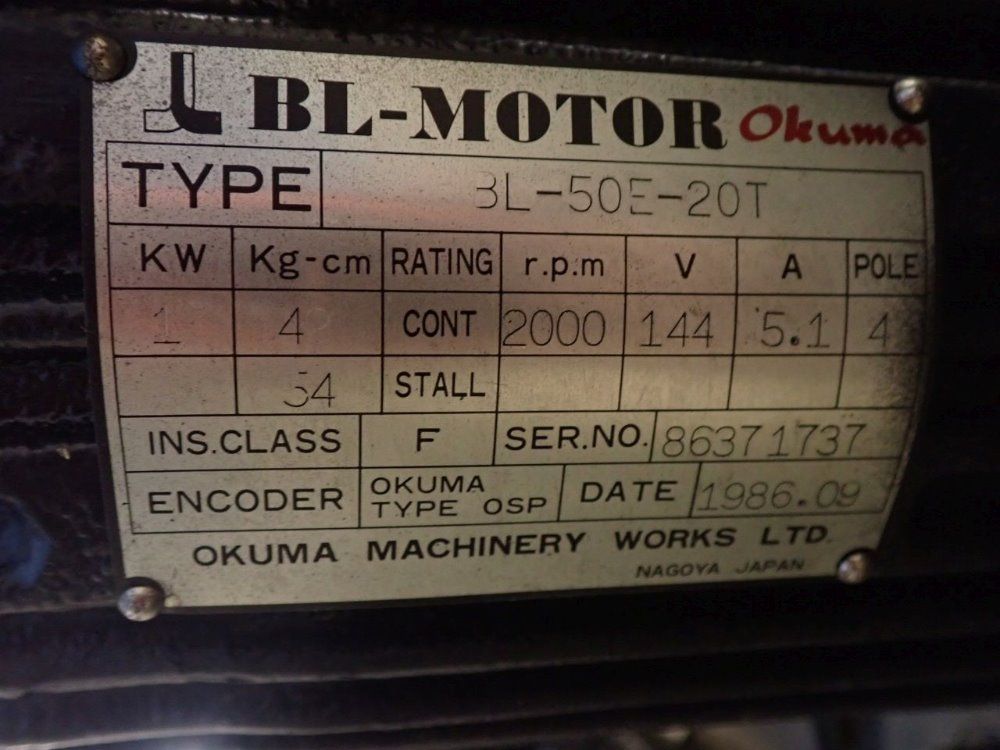 BL-MOTOR Okuma
TYPE BL-50E-20T
KW Kg-cm RATING r.p.m V A POLE
1 CONT 2000 144 5.1 4
STALL
INS.CLASS F SER.NO. 86371737
ENCODER OKUMA TYPE OSP DATE 1986.09
OKUMA MACHINERY WORKS LTD.
NAGOYA JAPAN